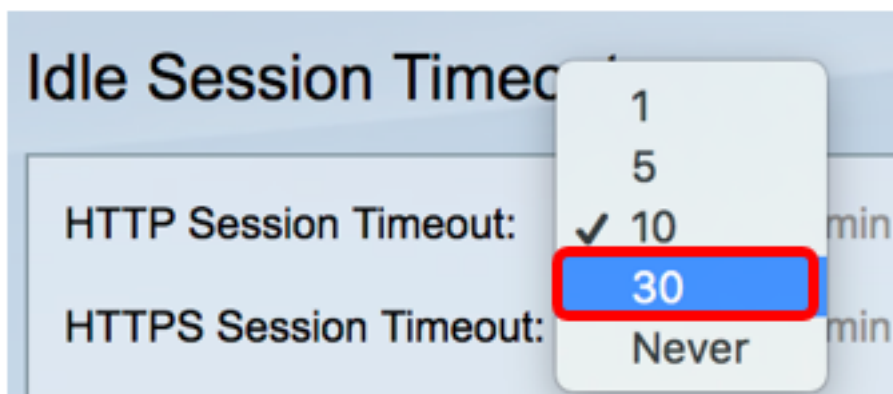 Idle Session Timeo
1
5
HTTP Session Timeout: ✓ 10 min
30
HTTPS Session Timeout: min
Never